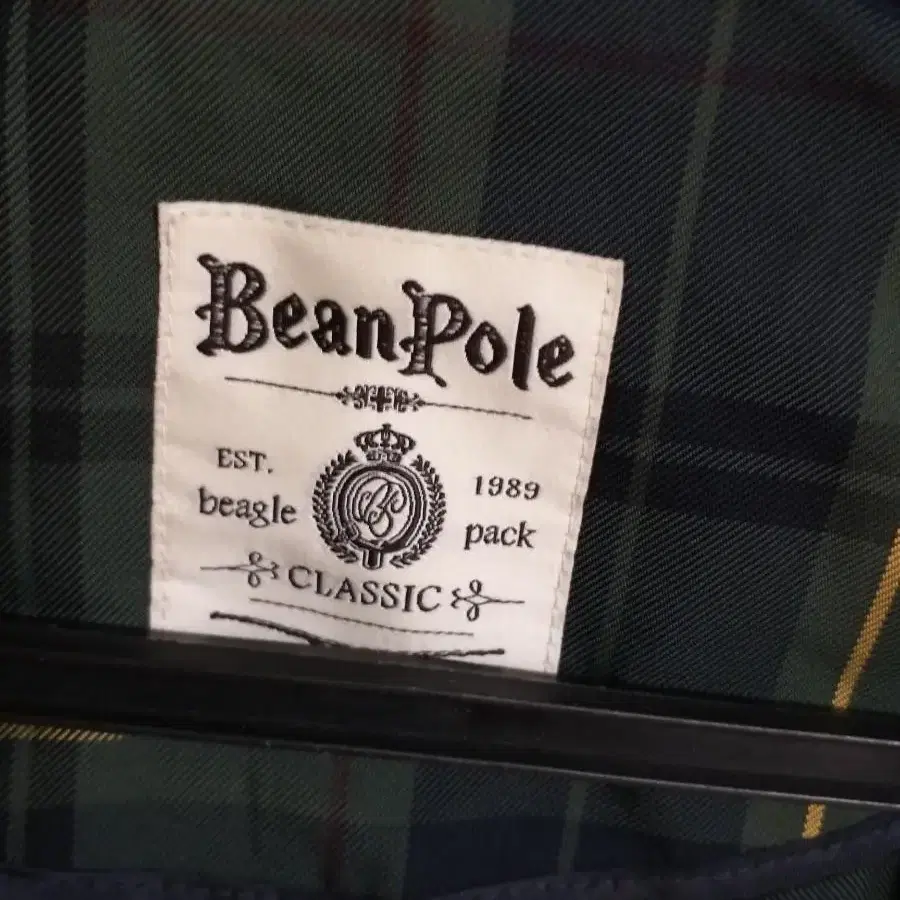 BeanPole
EST. 1989
beagle pack
CLASSIC